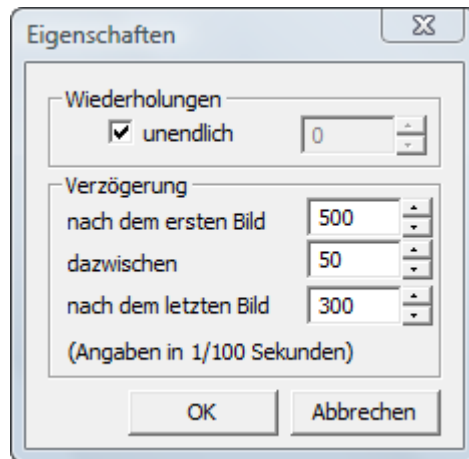 Eigenschaften
Wiederholungen
unendlich 0
Verzögerung
nach dem ersten Bild 500
dazwischen 50
nach dem letzten Bild 300
(Angaben in 1/100 Sekunden)
OK Abbrechen